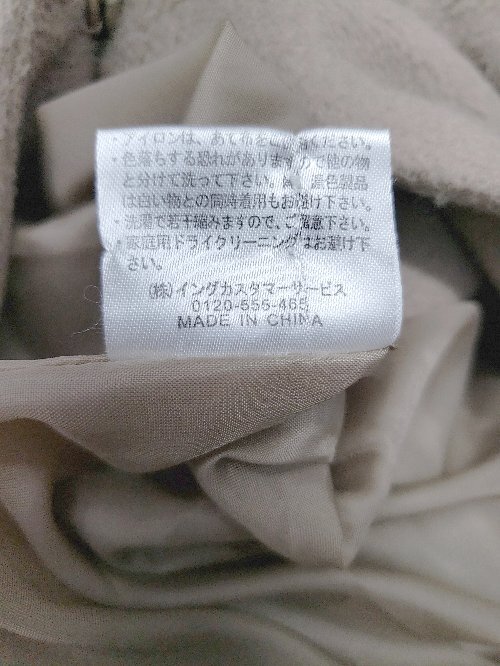 ・アイロンは、あて布をご使用ください。
・色落ちする恐れがありますので他の物
と分けて洗って下さい。又、濃色製品
は白い物との同時着用もお避け下さい。
・洗濯で若干縮みますので、ご留意下さい。
・家庭用ドライクリーニングはお避け下
さい。
(株)イングカスタマーサービス
0120-555-465
MADE IN CHINA